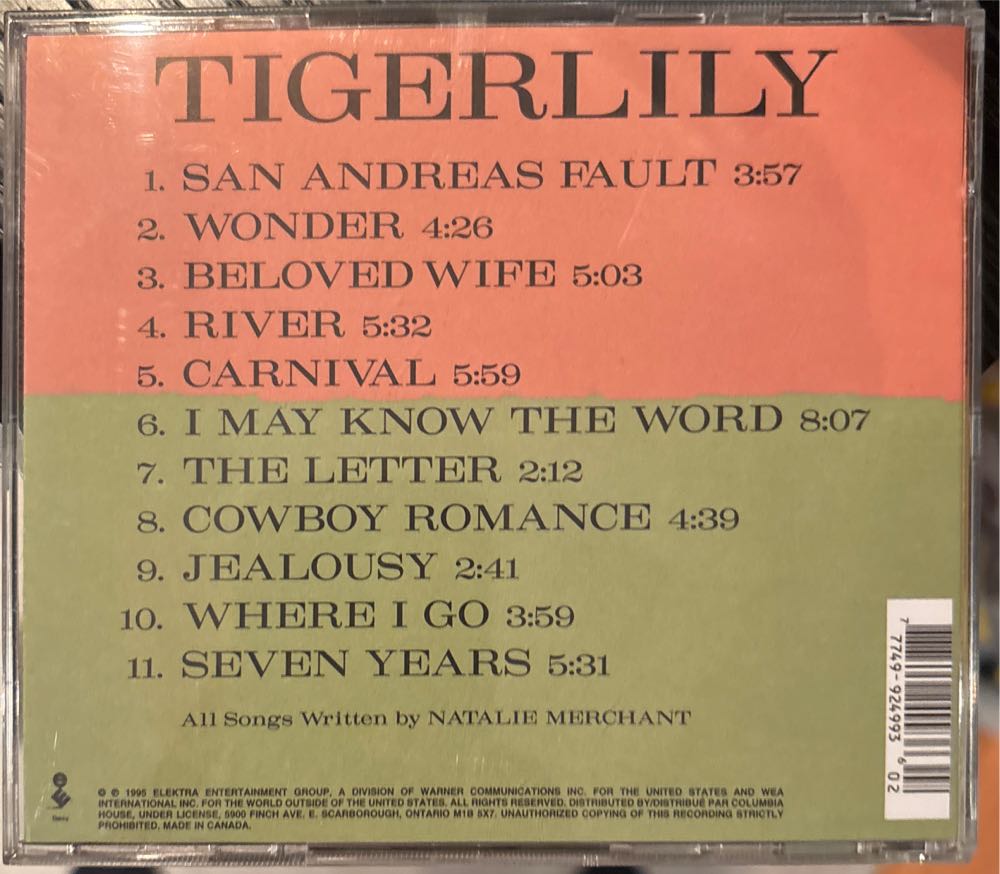 TIGERLILY
1. SAN ANDREAS FAULT 3:57
2. WONDER 4:26
3. BELOVED WIFE 5:03
4. RIVER 5:32
5. CARNIVAL 5:59
6. I MAY KNOW THE WORD 8:07
7. THE LETTER 2:12
8. COWBOY ROMANCE 4:39
9. JEALOUSY 2:41
10. WHERE I GO 3:59
11. SEVEN YEARS 5:31
All Songs Written by NATALIE MERCHANT
7 7749-924993 6 02
© ℗ 1995 ELEKTRA ENTERTAINMENT GROUP, A DIVISION OF WARNER COMMUNICATIONS INC. FOR THE UNITED STATES AND WEA
INTERNATIONAL INC. FOR THE WORLD OUTSIDE OF THE UNITED STATES. ALL RIGHTS RESERVED. DISTRIBUTED BY/DISTRIBUÉ PAR COLUMBIA
HOUSE, UNDER LICENSE, 5900 FINCH AVE. E. SCARBOROUGH, ONTARIO M1B 5X7. UNAUTHORIZED COPYING OF THIS RECORDING STRICTLY
PROHIBITED. MADE IN CANADA.